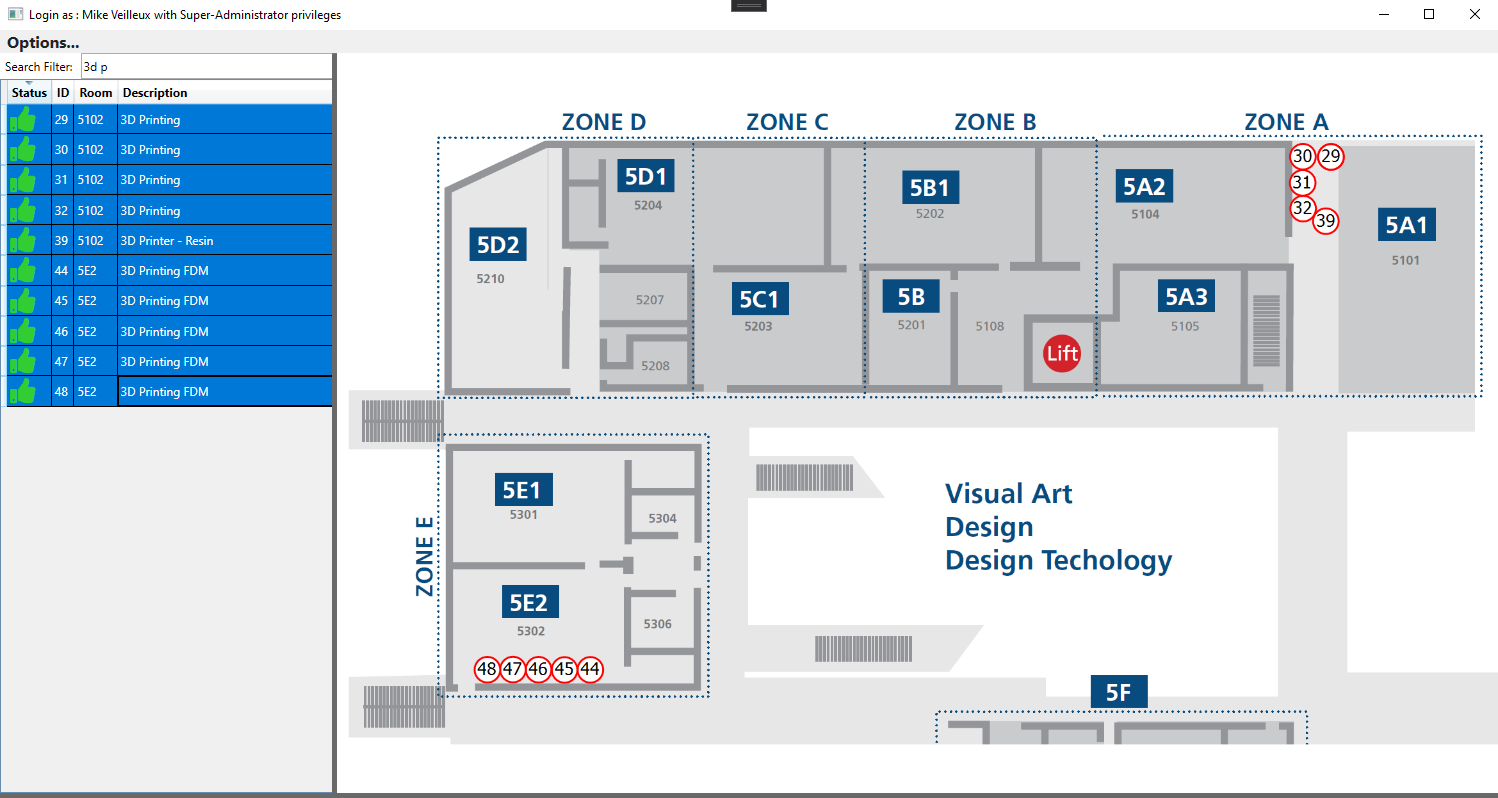 Login as : Mike Veilleux with Super-Administrator privileges
Options...
Search Filter: 3d p
Status ID Room Description
29 5102 3D Printing
30 5102 3D Printing
31 5102 3D Printing
32 5102 3D Printing
39 5102 3D Printer - Resin
44 5E2 3D Printing FDM
45 5E2 3D Printing FDM
46 5E2 3D Printing FDM
47 5E2 3D Printing FDM
48 5E2 3D Printing FDM
ZONE D ZONE C ZONE B ZONE A
30 29
31
32 39
5D1
5204
5B1
5202
5A2
5104
5A1
5101
5D2
5210
5207
5C1
5203
5B
5201
5108
5A3
5105
5208
Lift
ZONE E
5E1
5301
5304
Visual Art
Design
Design Techology
5E2
5302
5306
48 47 46 45 44
5F